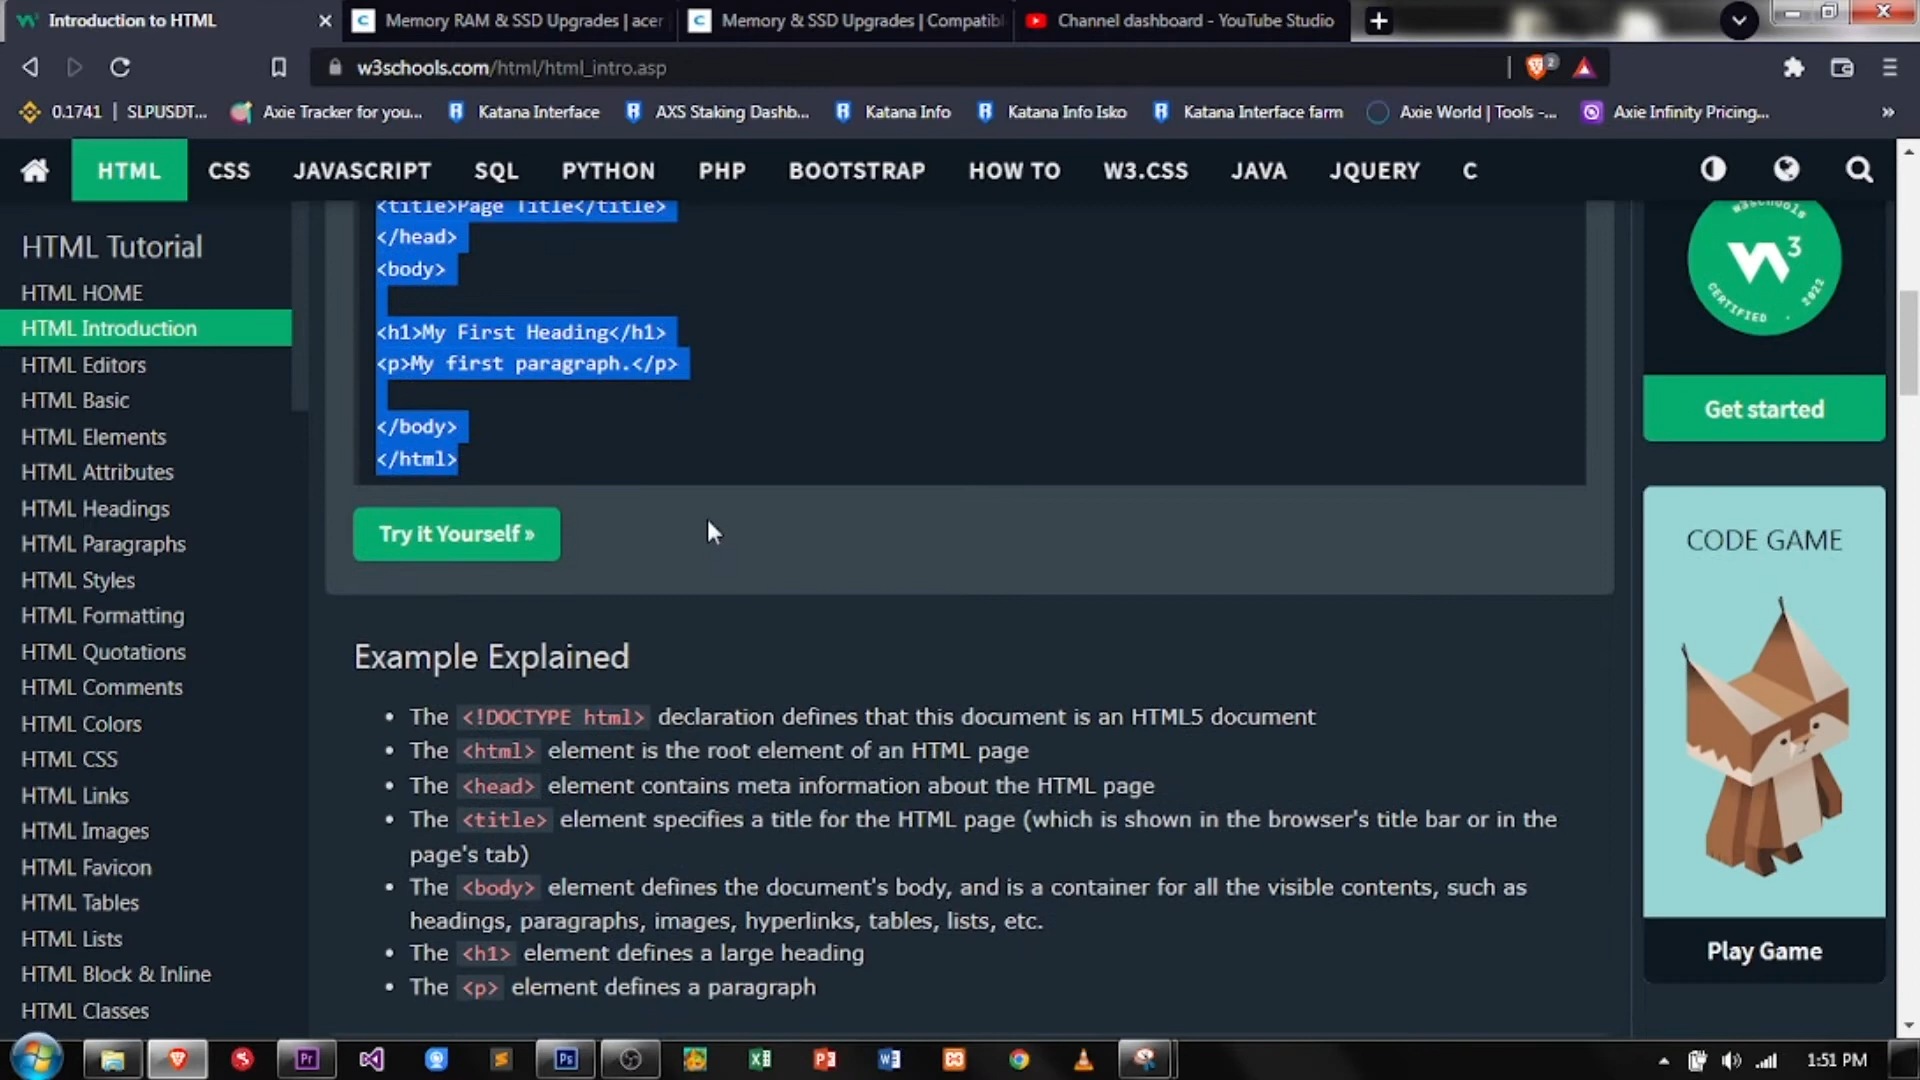 Introduction to HTML
Memory RAM & SSD Upgrades | acer
Memory & SSD Upgrades | Compatib
Channel dashboard - YouTube Studio
w3schools.com/html/html_intro.asp
2
0.1741 | SLPUSDT...
Axie Tracker for you...
Katana Interface
AXS Staking Dashb...
Katana Info
Katana Info Isko
Katana Interface farm
Axie World | Tools -...
Axie Infinity Pricing...
»
HTML
CSS
JAVASCRIPT
SQL
PYTHON
PHP
BOOTSTRAP
HOW TO
W3.CSS
JAVA
JQUERY
C
HTML Tutorial
HTML HOME
HTML Introduction
HTML Editors
HTML Basic
HTML Elements
HTML Attributes
HTML Headings
HTML Paragraphs
HTML Styles
HTML Formatting
HTML Quotations
HTML Comments
HTML Colors
HTML CSS
HTML Links
HTML Images
HTML Favicon
HTML Tables
HTML Lists
HTML Block & Inline
HTML Classes
<title>Page Title</title>
</head>
<body>
<h1>My First Heading</h1>
<p>My first paragraph.</p>
</body>
</html>
Try it Yourself »
Example Explained
• The <!DOCTYPE html> declaration defines that this document is an HTML5 document
• The <html> element is the root element of an HTML page
• The <head> element contains meta information about the HTML page
• The <title> element specifies a title for the HTML page (which is shown in the browser's title bar or in the
page's tab)
• The <body> element defines the document's body, and is a container for all the visible contents, such as
headings, paragraphs, images, hyperlinks, tables, lists, etc.
• The <h1> element defines a large heading
• The <p> element defines a paragraph
w3schools
W3
CERTIFIED . 2022
Get started
CODE GAME
Play Game
Pr
Ps
1:51 PM